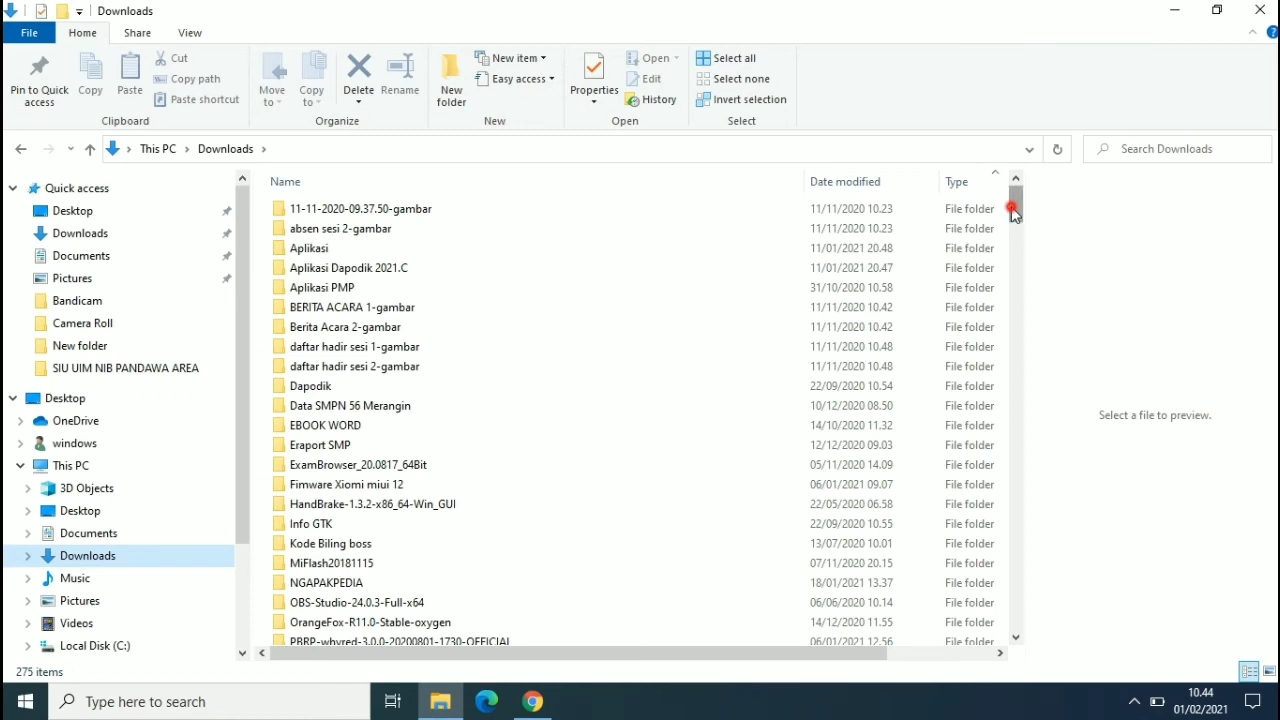 Downloads
File Home Share View
Pin to Quick access
Copy
Paste
Cut
Copy path
Paste shortcut
Clipboard
Move to
Copy to
Delete
Rename
Organize
New folder
New item
Easy access
New
Properties
Open
Edit
History
Open
Select all
Select none
Invert selection
Select
This PC > Downloads >
Search Downloads
Quick access
Desktop
Downloads
Documents
Pictures
Bandicam
Camera Roll
New folder
SIU UIM NIB PANDAWA AREA
Desktop
OneDrive
windows
This PC
3D Objects
Desktop
Documents
Downloads
Music
Pictures
Videos
Local Disk (C:)
Name Date modified Type
11-11-2020-09.37.50-gambar 11/11/2020 10.23 File folder
absen sesi 2-gambar 11/11/2020 10.23 File folder
Aplikasi 11/01/2021 20.48 File folder
Aplikasi Dapodik 2021.C 11/01/2021 20.47 File folder
Aplikasi PMP 31/10/2020 10.58 File folder
BERITA ACARA 1-gambar 11/11/2020 10.42 File folder
Berita Acara 2-gambar 11/11/2020 10.42 File folder
daftar hadir sesi 1-gambar 11/11/2020 10.48 File folder
daftar hadir sesi 2-gambar 11/11/2020 10.48 File folder
Dapodik 22/09/2020 10.54 File folder
Data SMPN 56 Merangin 10/12/2020 08.50 File folder
EBOOK WORD 14/10/2020 11.32 File folder
Eraport SMP 12/12/2020 09.03 File folder
ExamBrowser_20.0817_64Bit 05/11/2020 14.09 File folder
Fimware Xiomi miui 12 06/01/2021 09.07 File folder
HandBrake-1.3.2-x86_64-Win_GUI 22/05/2020 06.58 File folder
Info GTK 22/09/2020 10.55 File folder
Kode Biling boss 13/07/2020 10.01 File folder
MiFlash20181115 07/11/2020 20.15 File folder
NGAPAKPEDIA 18/01/2021 13.37 File folder
OBS-Studio-24.0.3-Full-x64 06/06/2020 10.14 File folder
OrangeFox-R11.0-Stable-oxygen 14/12/2020 11.55 File folder
PBRP-whyred-3.0.0-20200801-1730-OFFICIAL 06/01/2021 12.56 File folder
Select a file to preview.
275 items
Type here to search
10.44
01/02/2021